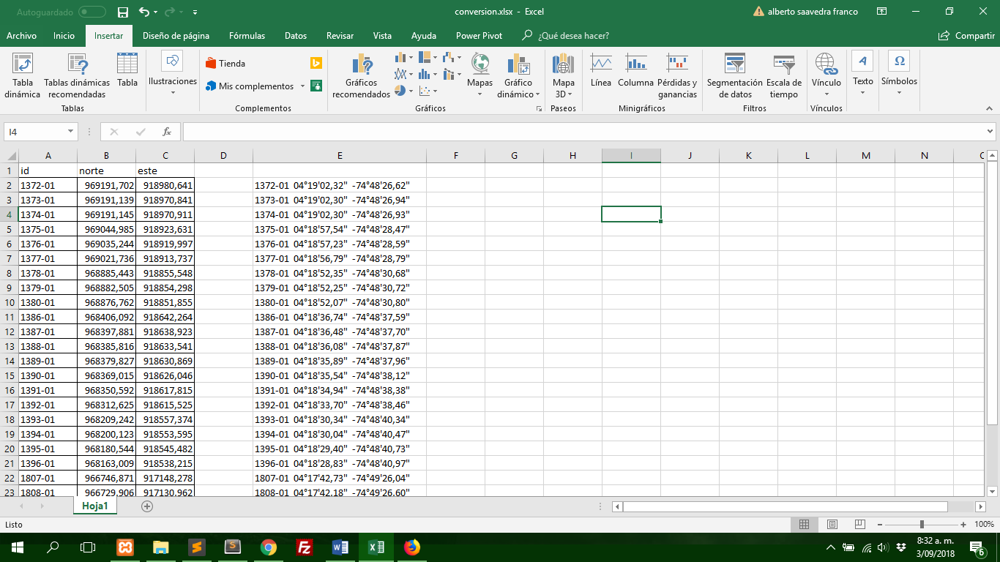 Autoguardado conversion.xlsx - Excel alberto saavedra franco
Archivo Inicio Insertar Diseño de página Fórmulas Datos Revisar Vista Ayuda Power Pivot ¿Qué desea hacer? Compartir
Tabla dinámica
Tablas dinámicas recomendadas
Tabla
Tablas
Ilustraciones
Tienda
Mis complementos
Complementos
Gráficos recomendados
Mapas
Gráfico dinámico
Gráficos
Mapa 3D
Paseos
Línea
Columna
Pérdidas y ganancias
Minigráficos
Segmentación de datos
Escala de tiempo
Filtros
Vínculo
Vínculos
Texto
Símbolos
I4 fx
A B C D E F G H I J K L M N
1 id norte este
2 1372-01 969191,702 918980,641 1372-01 04°19'02,32" -74°48'26,62"
3 1373-01 969191,139 918970,841 1373-01 04°19'02,30" -74°48'26,94"
4 1374-01 969191,145 918970,911 1374-01 04°19'02,30" -74°48'26,93"
5 1375-01 969044,985 918923,631 1375-01 04°18'57,54" -74°48'28,47"
6 1376-01 969035,244 918919,997 1376-01 04°18'57,23" -74°48'28,59"
7 1377-01 969021,736 918913,737 1377-01 04°18'56,79" -74°48'28,79"
8 1378-01 968885,443 918855,548 1378-01 04°18'52,35" -74°48'30,68"
9 1379-01 968882,505 918854,298 1379-01 04°18'52,25" -74°48'30,72"
10 1380-01 968876,762 918851,855 1380-01 04°18'52,07" -74°48'30,80"
11 1386-01 968406,092 918642,264 1386-01 04°18'36,74" -74°48'37,59"
12 1387-01 968397,881 918638,923 1387-01 04°18'36,48" -74°48'37,70"
13 1388-01 968385,816 918633,541 1388-01 04°18'36,08" -74°48'37,87"
14 1389-01 968379,827 918630,869 1389-01 04°18'35,89" -74°48'37,96"
15 1390-01 968369,015 918626,046 1390-01 04°18'35,54" -74°48'38,12"
16 1391-01 968350,592 918617,815 1391-01 04°18'34,94" -74°48'38,38"
17 1392-01 968312,625 918615,525 1392-01 04°18'33,70" -74°48'38,46"
18 1393-01 968209,242 918557,374 1393-01 04°18'30,34" -74°48'40,34"
19 1394-01 968200,123 918553,595 1394-01 04°18'30,04" -74°48'40,47"
20 1395-01 968180,544 918545,482 1395-01 04°18'29,40" -74°48'40,73"
21 1396-01 968163,009 918538,215 1396-01 04°18'28,83" -74°48'40,97"
22 1807-01 966746,871 917148,278 1807-01 04°17'42,73" -74°49'26,04"
23 1808-01 966729,906 917130,962 1808-01 04°17'42,18" -74°49'26,60"
Hoja1
Listo 100%
8:32 a. m.
3/09/2018
6